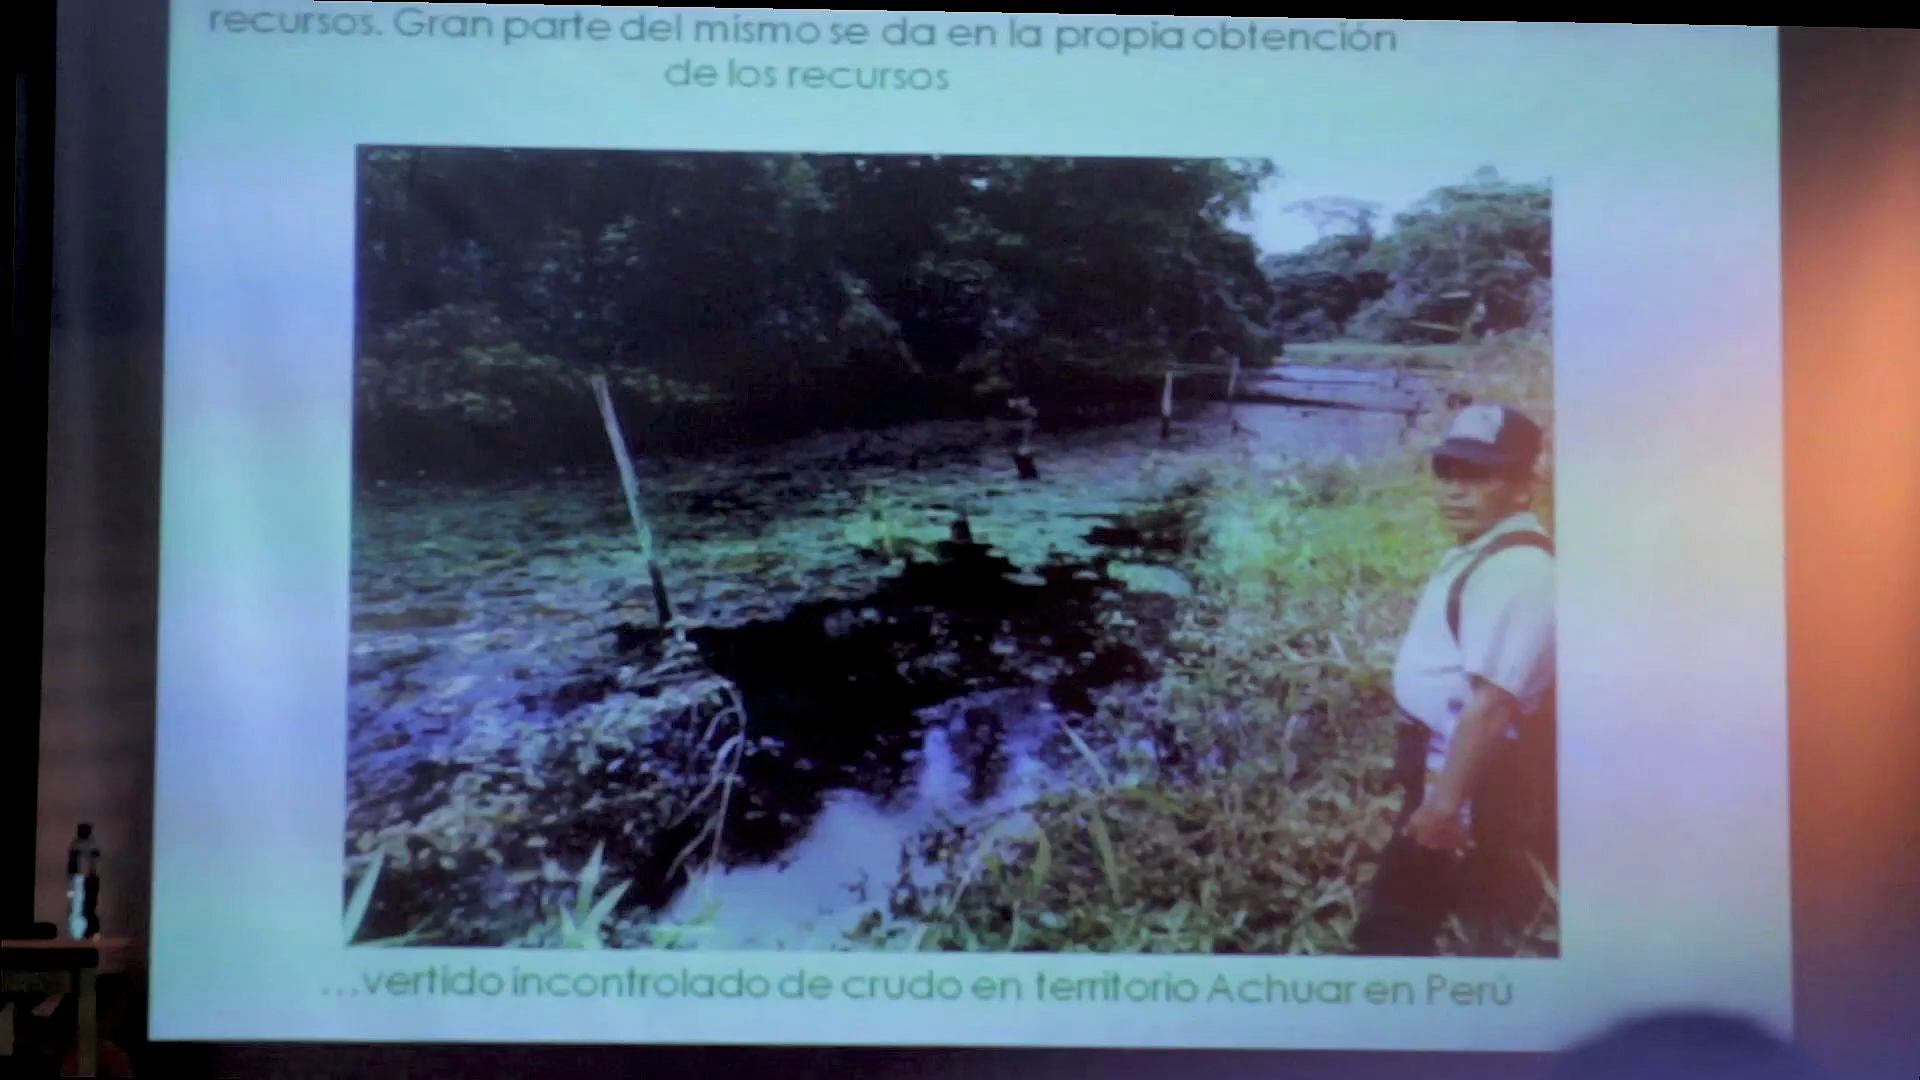 recursos. Gran parte del mismo se da en la propia obtención
de los recursos
...vertido incontrolado de crudo en territorio Achuar en Perú